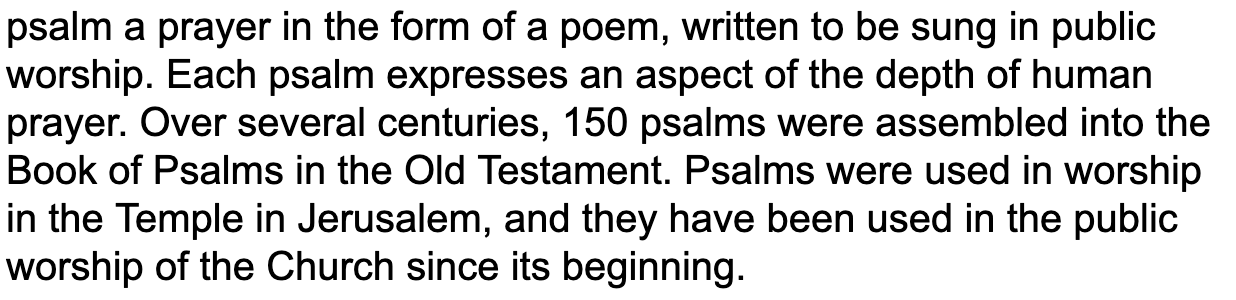 psalm a prayer in the form of a poem, written to be sung in public
worship. Each psalm expresses an aspect of the depth of human
prayer. Over several centuries, 150 psalms were assembled into the
Book of Psalms in the Old Testament. Psalms were used in worship
in the Temple in Jerusalem, and they have been used in the public
worship of the Church since its beginning.